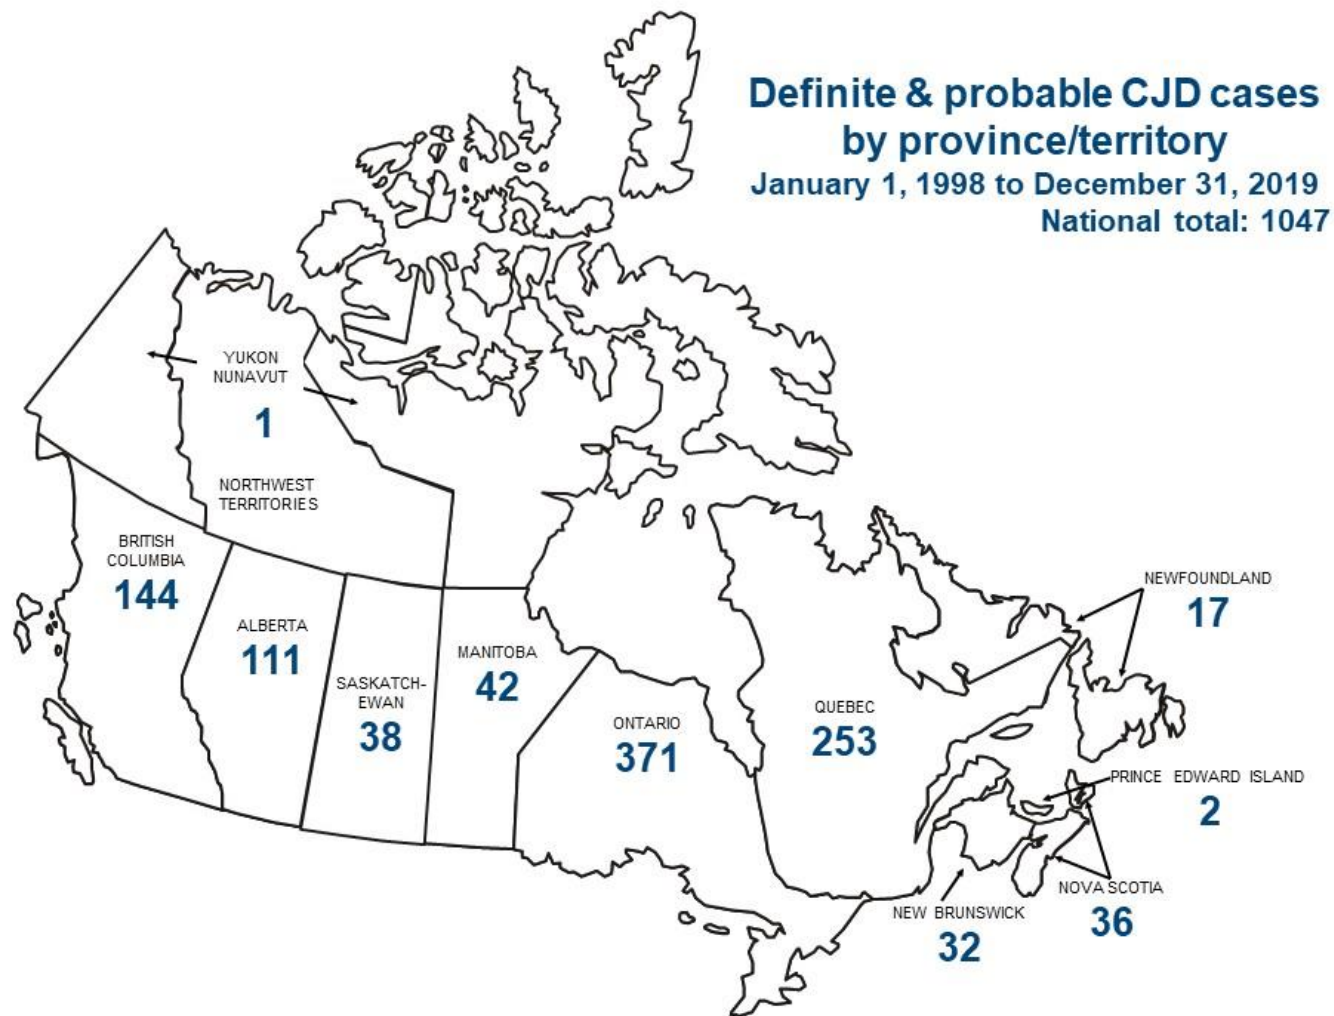 Definite & probable CJD cases
by province/territory
January 1, 1998 to December 31, 2019
National total: 1047
YUKON
NUNAVUT
1
NORTHWEST
TERRITORIES
BRITISH
COLUMBIA
144
ALBERTA
111
SASKATCH-
EWAN
38
MANITOBA
42
ONTARIO
371
QUEBEC
253
NEWFOUNDLAND
17
PRINCE EDWARD ISLAND
2
NOVA SCOTIA
36
NEW BRUNSWICK
32